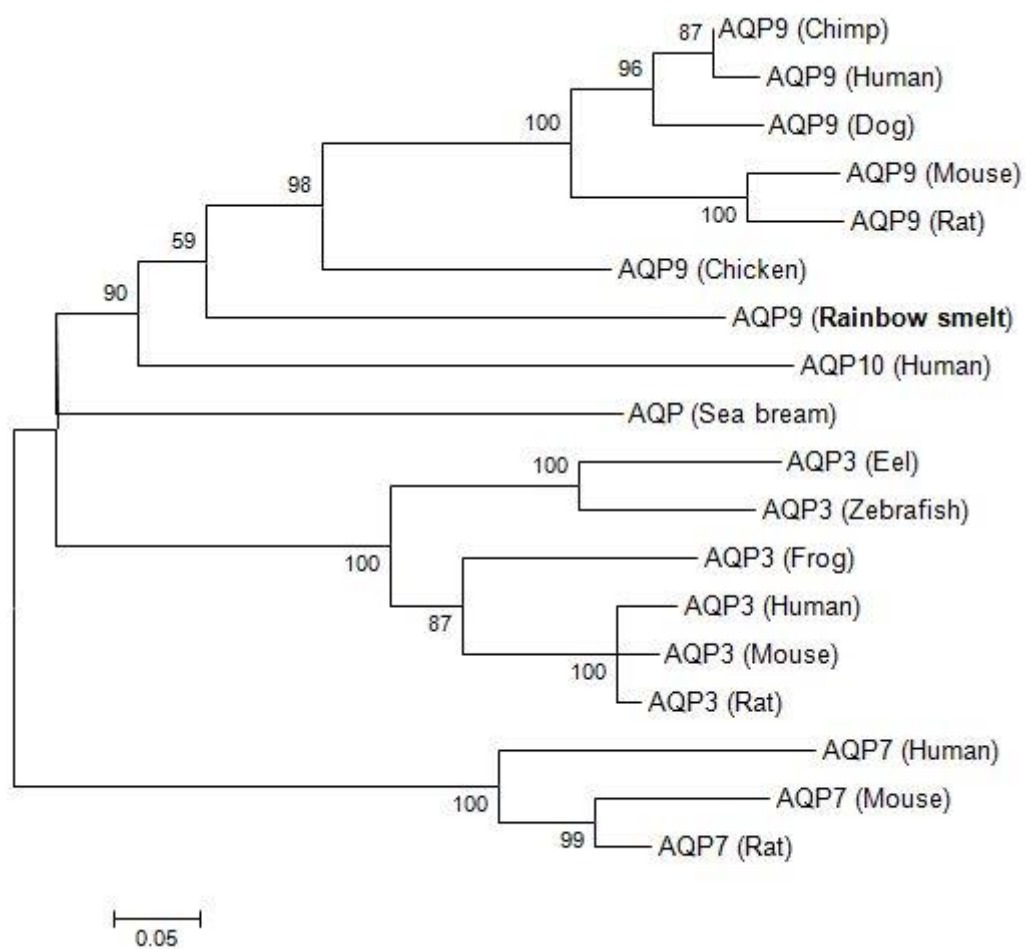 87 AQP9 (Chimp)
96 AQP9 (Human)
100 AQP9 (Dog)
AQP9 (Mouse)
98
100 AQP9 (Rat)
59
AQP9 (Chicken)
90
AQP9 (Rainbow smelt)
AQP10 (Human)
AQP (Sea bream)
100 AQP3 (Eel)
AQP3 (Zebrafish)
100 AQP3 (Frog)
AQP3 (Human)
87
AQP3 (Mouse)
100
AQP3 (Rat)
AQP7 (Human)
100 AQP7 (Mouse)
99 AQP7 (Rat)
0.05